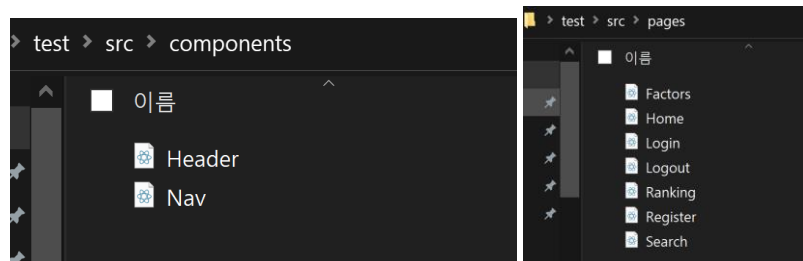 test src components
이름
Header
Nav
test src pages
이름
Factors
Home
Login
Logout
Ranking
Register
Search